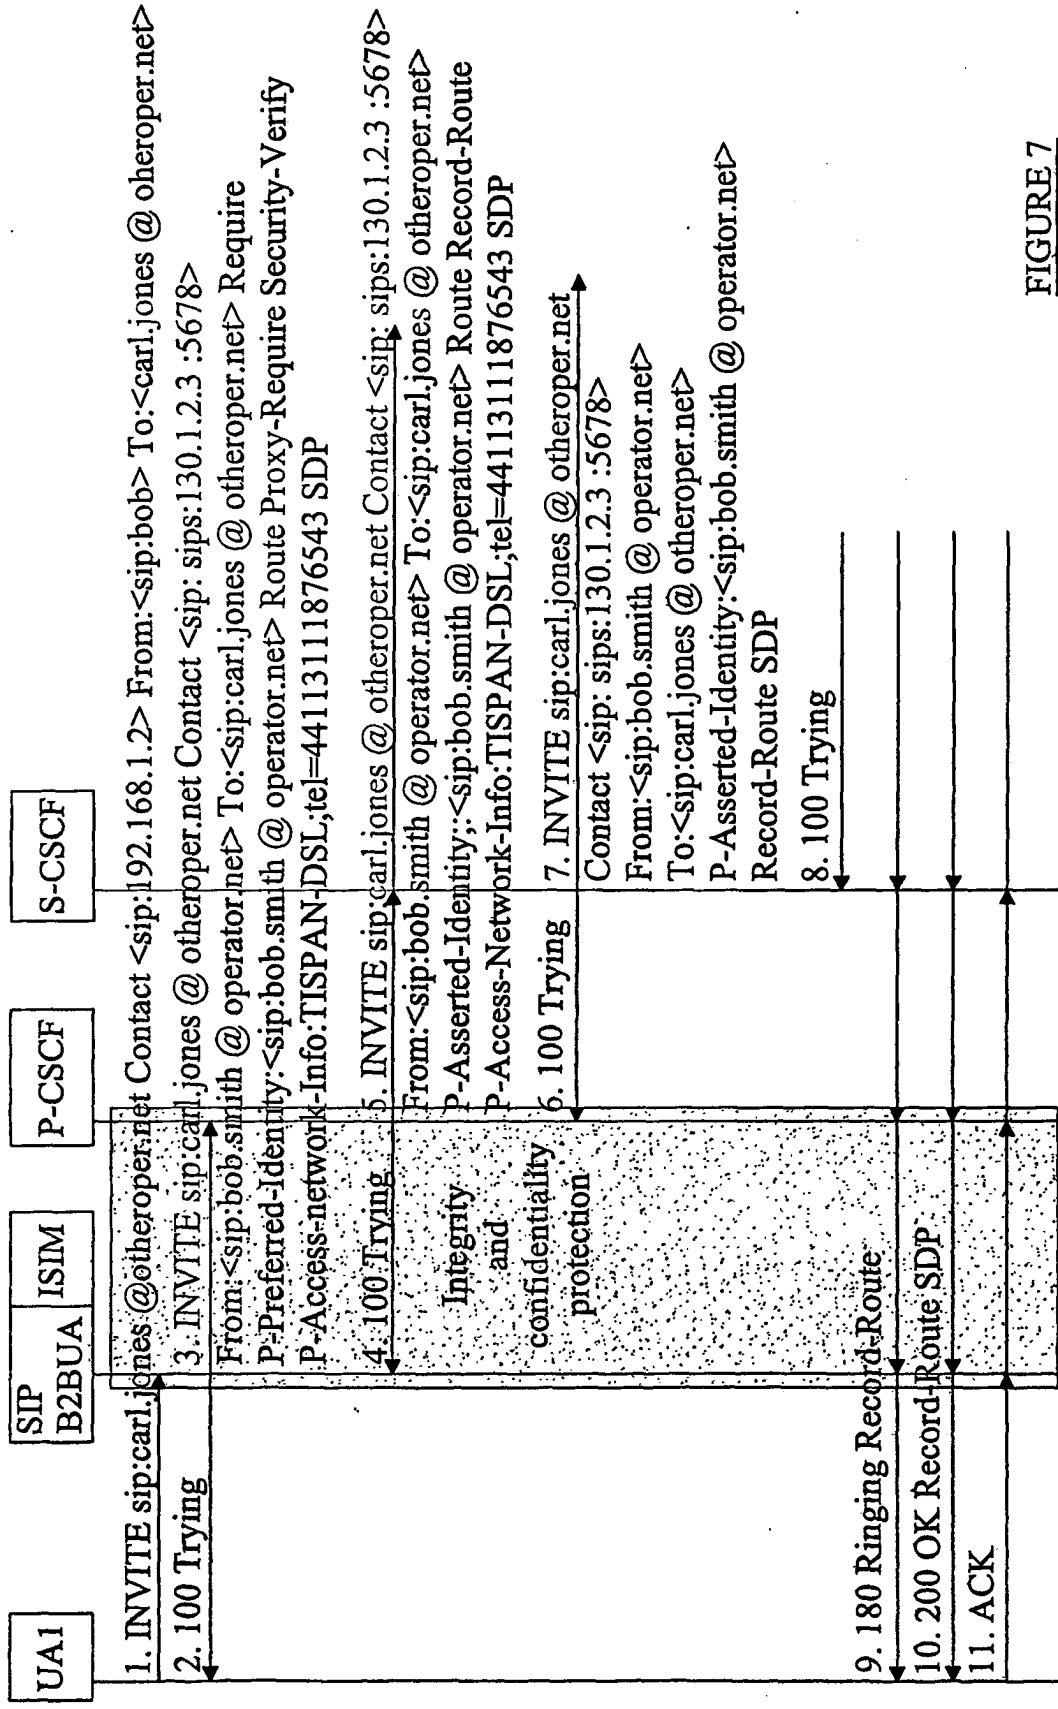 UA1
SIP
B2BUA
ISM
P-CSCF
S-CSCF
1. INVITE sip:carl.jones @otheroper.net Contact <sip:192.168.1.2> From:<sip:bob> To:<carl.jones @ oheroper.net>
2. 100 Trying
3. INVITE sip:carl.jones @ otheroper.net Contact <sip: sips:130.1.2.3 :5678>
From:<sip:bob.smith @ operator.net> To:<sip:carl.jones @ otheroper.net> Require
P-Preferred-Identity:<sip:bob.smith @ operator.net> Route Proxy-Require Security-Verify
P-Access-network-Info:TISPAN-DSL;tel=441131111876543 SDP
4. 100 Trying
5. INVITE sip:carl.jones @ otheroper.net Contact <sip: sips:130.1.2.3 :5678>
From:<sip:bob.smith @ operator.net> To:<sip:carl.jones @ otheroper.net>
P-Asserted-Identity;:<sip:bob.smith @ operator.net> Route Record-Route
P-Access-Network-Info:TISPAN-DSL;tel=441131111876543 SDP
Integrity
and
confidentiality
protection
6. 100 Trying
7. INVITE sip:carl.jones @ otheroper.net
Contact <sip: sips:130.1.2.3 :5678>
From:<sip:bob.smith @ operator.net>
To:<sip:carl.jones @ otheroper.net>
P-Asserted-Identity:<sip:bob.smith @ operator.net>
Record-Route SDP
8. 100 Trying
9. 180 Ringing Record-Route
10. 200 OK Record-Route SDP
11. ACK
FIGURE 7